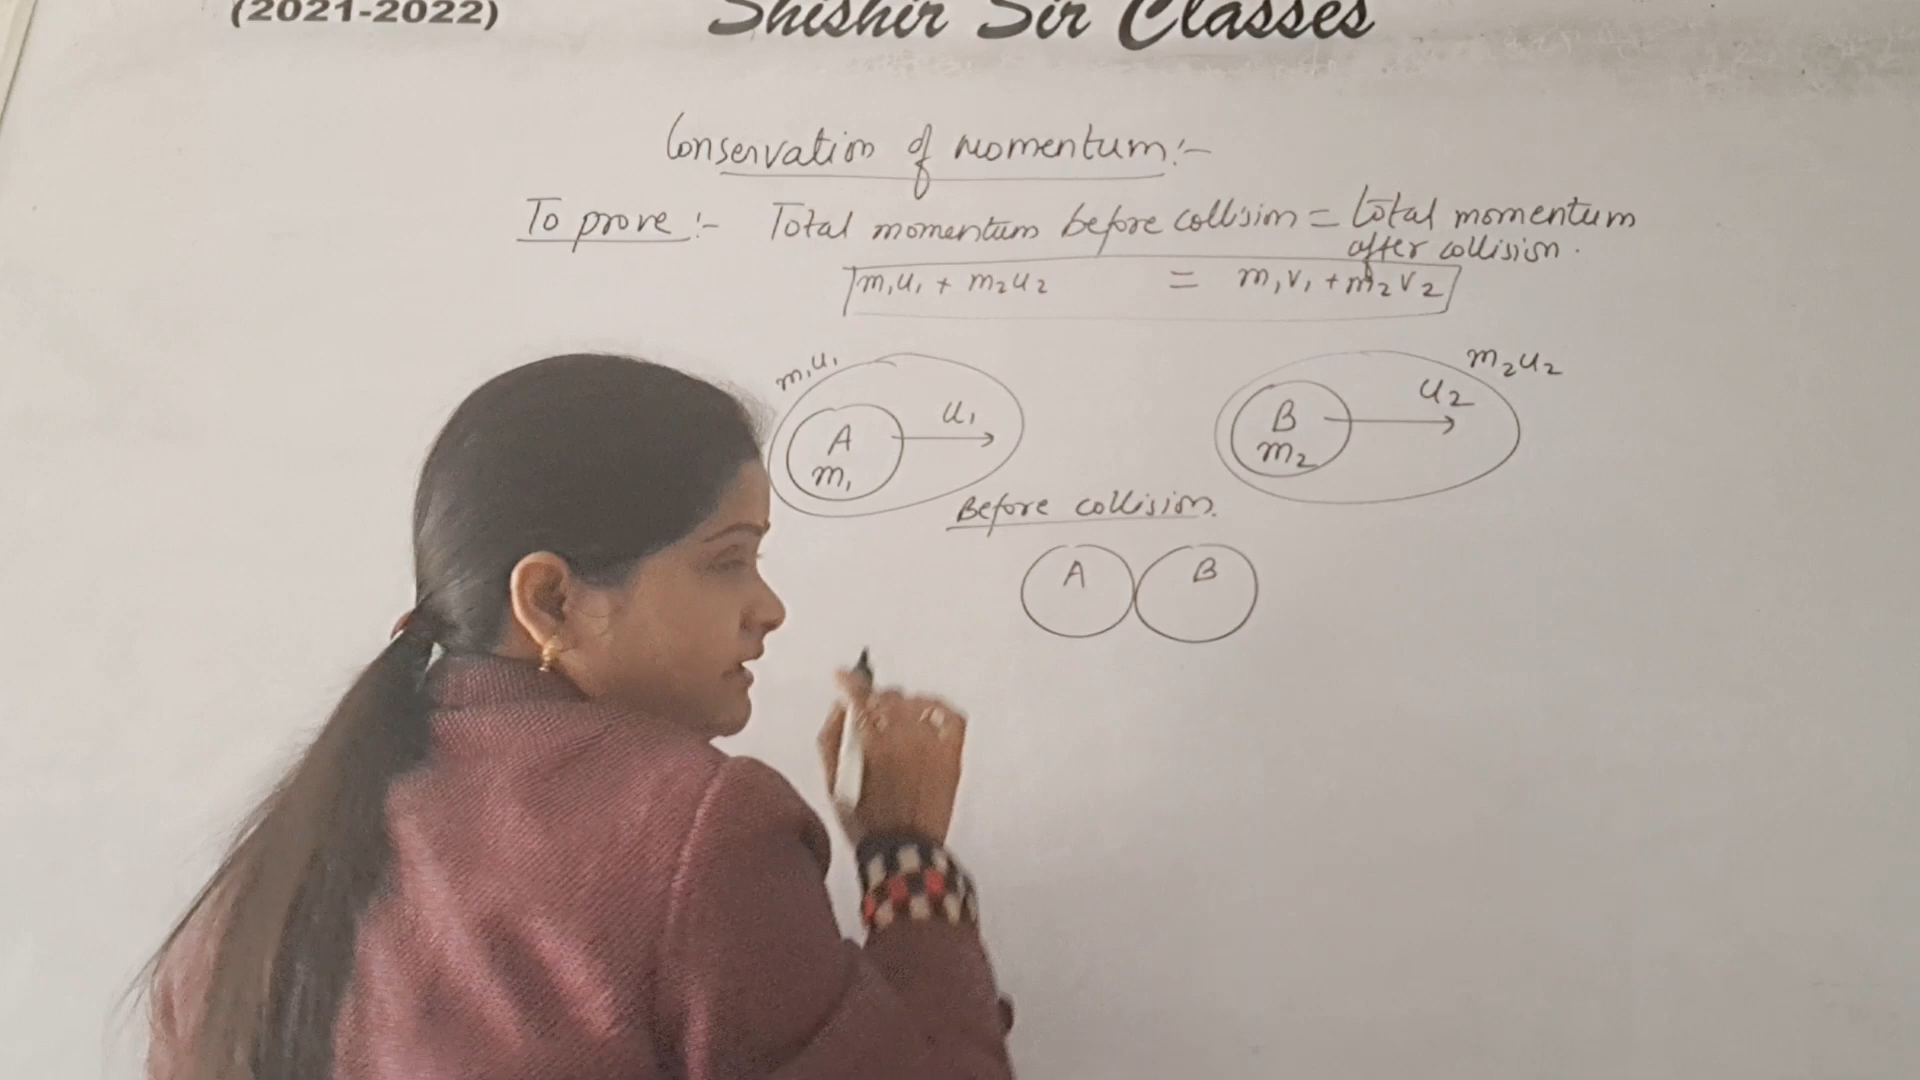 (2021-2022) Shishir Sir Classes
Conservation of momentum:-
To prove:- Total momentum before collision = total momentum
after collision.
m₁u₁ + m₂u₂ = m₁v₁ + m₂v₂
m₁u₁
m₂u₂
u₁
u₂
A
m₁
B
m₂
Before collision.
A B